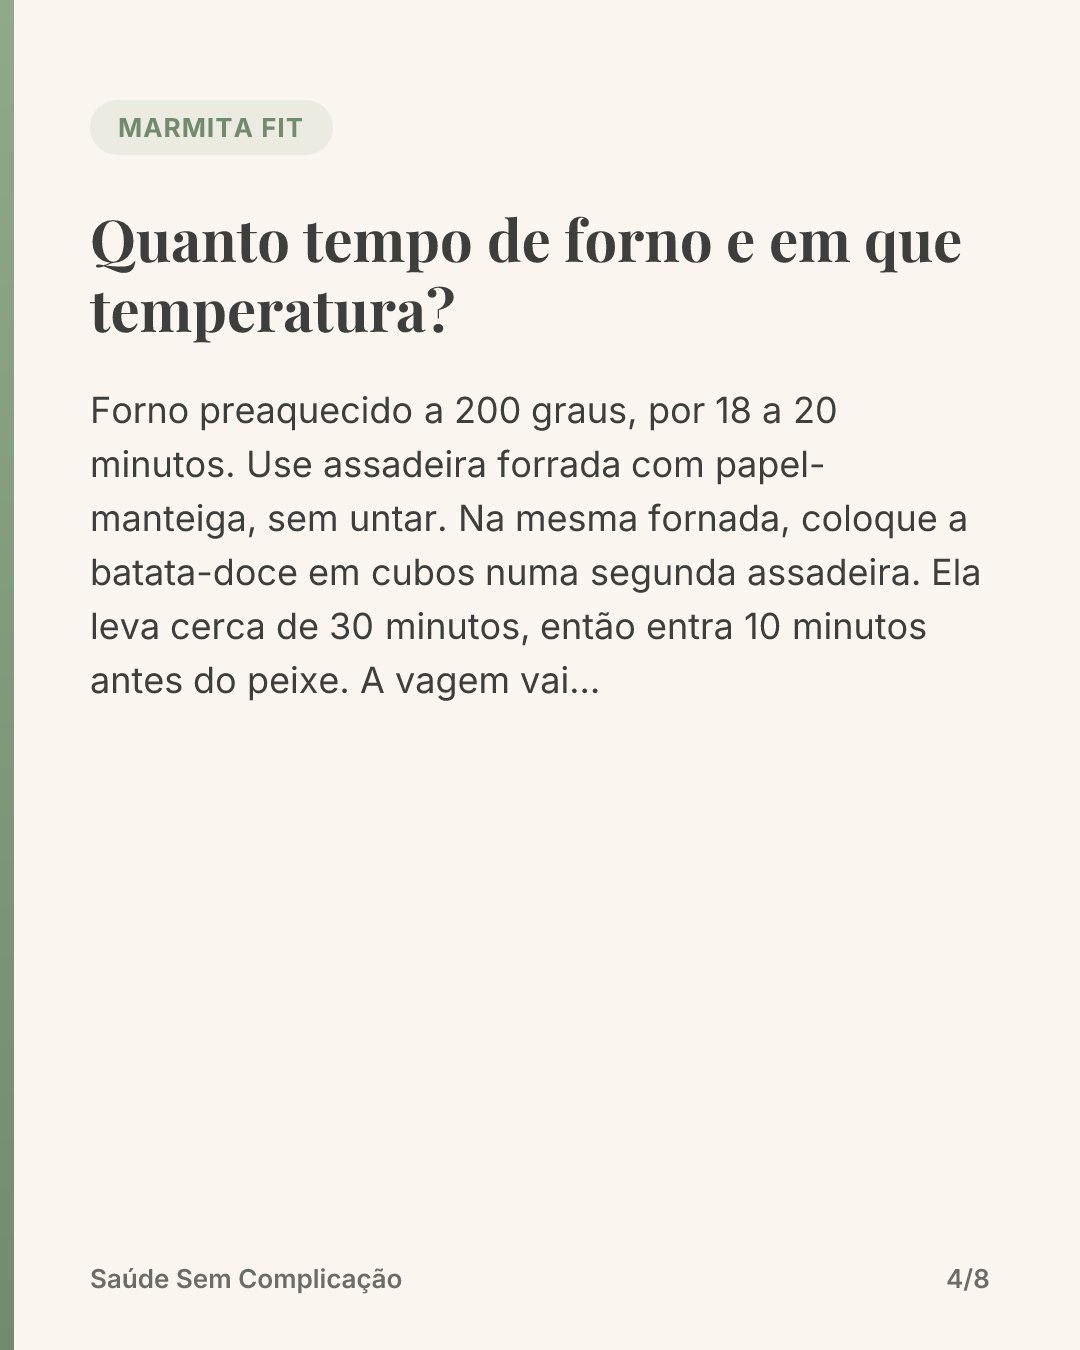 MARMITA FIT
Quanto tempo de forno e em que
temperatura?
Forno preaquecido a 200 graus, por 18 a 20
minutos. Use assadeira forrada com papel-
manteiga, sem untar. Na mesma fornada, coloque a
batata-doce em cubos numa segunda assadeira. Ela
leva cerca de 30 minutos, então entra 10 minutos
antes do peixe. A vagem vai...
Saúde Sem Complicação
4/8